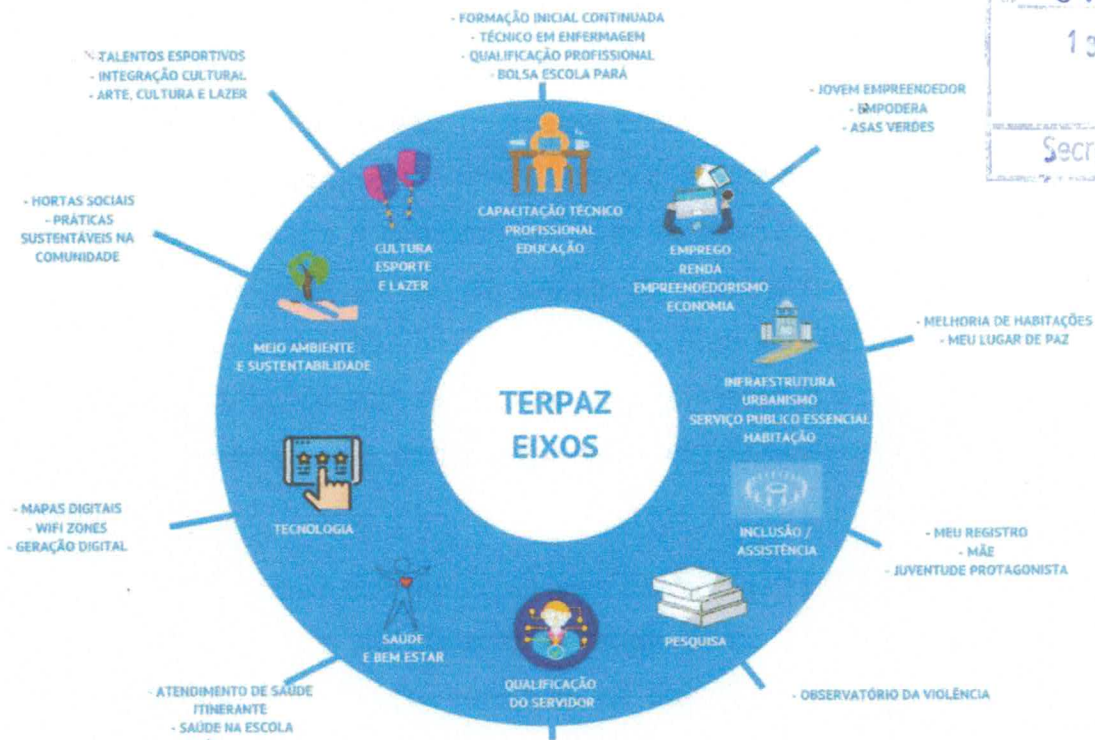 - FORMAÇÃO INICIAL CONTINUADA
- TÉCNICO EM ENFERMAGEM
- QUALIFICAÇÃO PROFISSIONAL
- BOLSA ESCOLA PARÁ
- TALENTOS ESPORTIVOS
- INTEGRAÇÃO CULTURAL
- ARTE, CULTURA E LAZER
- JOVEM EMPREENDEDOR
- EMPODERA
- ASAS VERDES
- HORTAS SOCIAIS
- PRÁTICAS
SUSTENTÁVEIS NA
COMUNIDADE
CAPACITAÇÃO TÉCNICO
PROFISSIONAL
EDUCAÇÃO
CULTURA
ESPORTE
E LAZER
EMPREGO
RENDA
EMPREENDEDORISMO
ECONOMIA
MEIO AMBIENTE
E SUSTENTABILIDADE
- MELHORIA DE HABITAÇÕES
- MEU LUGAR DE PAZ
INFRAESTRUTURA
URBANISMO
SERVIÇO PUBLICO ESSENCIAL
HABITAÇÃO
TERPAZ
EIXOS
- MAPAS DIGITAIS
- WIFI ZONES
- GERAÇÃO DIGITAL
TECNOLOGIA
INCLUSÃO /
ASSISTÊNCIA
- MEU REGISTRO
- MÃE
- JUVENTUDE PROTAGONISTA
SAÚDE
E BEM ESTAR
QUALIFICAÇÃO
DO SERVIDOR
PESQUISA
- ATENDIMENTO DE SAÚDE
ITINERANTE
- SAÚDE NA ESCOLA
- OBSERVATÓRIO DA VIOLÊNCIA